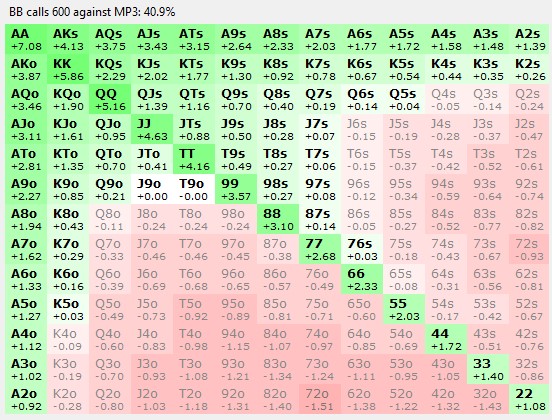 BB calls 600 against MP3: 40.9%
AA AKs AQs AJs ATs A9s A8s A7s A6s A5s A4s A3s A2s
+7.08 +4.13 +3.75 +3.43 +3.15 +2.64 +2.33 +2.03 +1.77 +1.72 +1.58 +1.48 +1.39
AKo KK KQs KJs KTs K9s K8s K7s K6s K5s K4s K3s K2s
+3.87 +5.86 +2.29 +2.02 +1.77 +1.30 +0.92 +0.78 +0.67 +0.54 +0.44 +0.35 +0.26
AQo KQo QQ QJs QTs Q9s Q8s Q7s Q6s Q5s Q4s Q3s Q2s
+3.46 +1.90 +5.16 +1.39 +1.16 +0.70 +0.40 +0.19 +0.14 +0.04 -0.05 -0.14 -0.24
AJo KJo QJo JJ JTs J9s J8s J7s J6s J5s J4s J3s J2s
+3.11 +1.61 +0.95 +4.63 +0.88 +0.50 +0.28 +0.07 -0.15 -0.19 -0.28 -0.37 -0.47
ATo KTo QTo JTo TT T9s T8s T7s T6s T5s T4s T3s T2s
+2.81 +1.35 +0.70 +0.41 +4.16 +0.49 +0.27 +0.06 -0.15 -0.37 -0.42 -0.52 -0.61
A9o K9o Q9o J9o T9o 99 98s 97s 96s 95s 94s 93s 92s
+2.27 +0.85 +0.21 +0.00 -0.00 +3.57 +0.27 +0.08 -0.12 -0.34 -0.59 -0.64 -0.74
A8o K8o Q8o J8o T8o 98o 88 87s 86s 85s 84s 83s 82s
+1.94 +0.43 -0.11 -0.24 -0.24 -0.24 +3.10 +0.14 -0.05 -0.27 -0.52 -0.77 -0.82
A7o K7o Q7o J7o T7o 97o 87o 77 76s 75s 74s 73s 72s
+1.62 +0.29 -0.33 -0.46 -0.46 -0.45 -0.38 +2.68 +0.03 -0.18 -0.43 -0.67 -0.93
A6o K6o Q6o J6o T6o 96o 86o 76o 66 65s 64s 63s 62s
+1.33 +0.16 -0.39 -0.69 -0.68 -0.65 -0.57 -0.49 +2.33 -0.08 -0.31 -0.56 -0.81
A5o K5o Q5o J5o T5o 95o 85o 75o 65o 55 54s 53s 52s
+1.27 +0.03 -0.49 -0.73 -0.92 -0.89 -0.81 -0.71 -0.60 +2.03 -0.17 -0.42 -0.67
A4o K4o Q4o J4o T4o 94o 84o 74o 64o 54o 44 43s 42s
+1.12 -0.09 -0.60 -0.83 -0.98 -1.15 -1.07 -0.97 -0.85 -0.69 +1.72 -0.51 -0.76
A3o K3o Q3o J3o T3o 93o 83o 73o 63o 53o 43o 33 32s
+1.02 -0.19 -0.70 -0.93 -1.08 -1.21 -1.34 -1.24 -1.11 -0.95 -1.05 +1.40 -0.86
A2o K2o Q2o J2o T2o 92o 82o 72o 62o 52o 42o 32o 22
+0.92 -0.28 -0.80 -1.03 -1.18 -1.31 -1.40 -1.51 -1.38 -1.22 -1.32 -1.43 +1.08